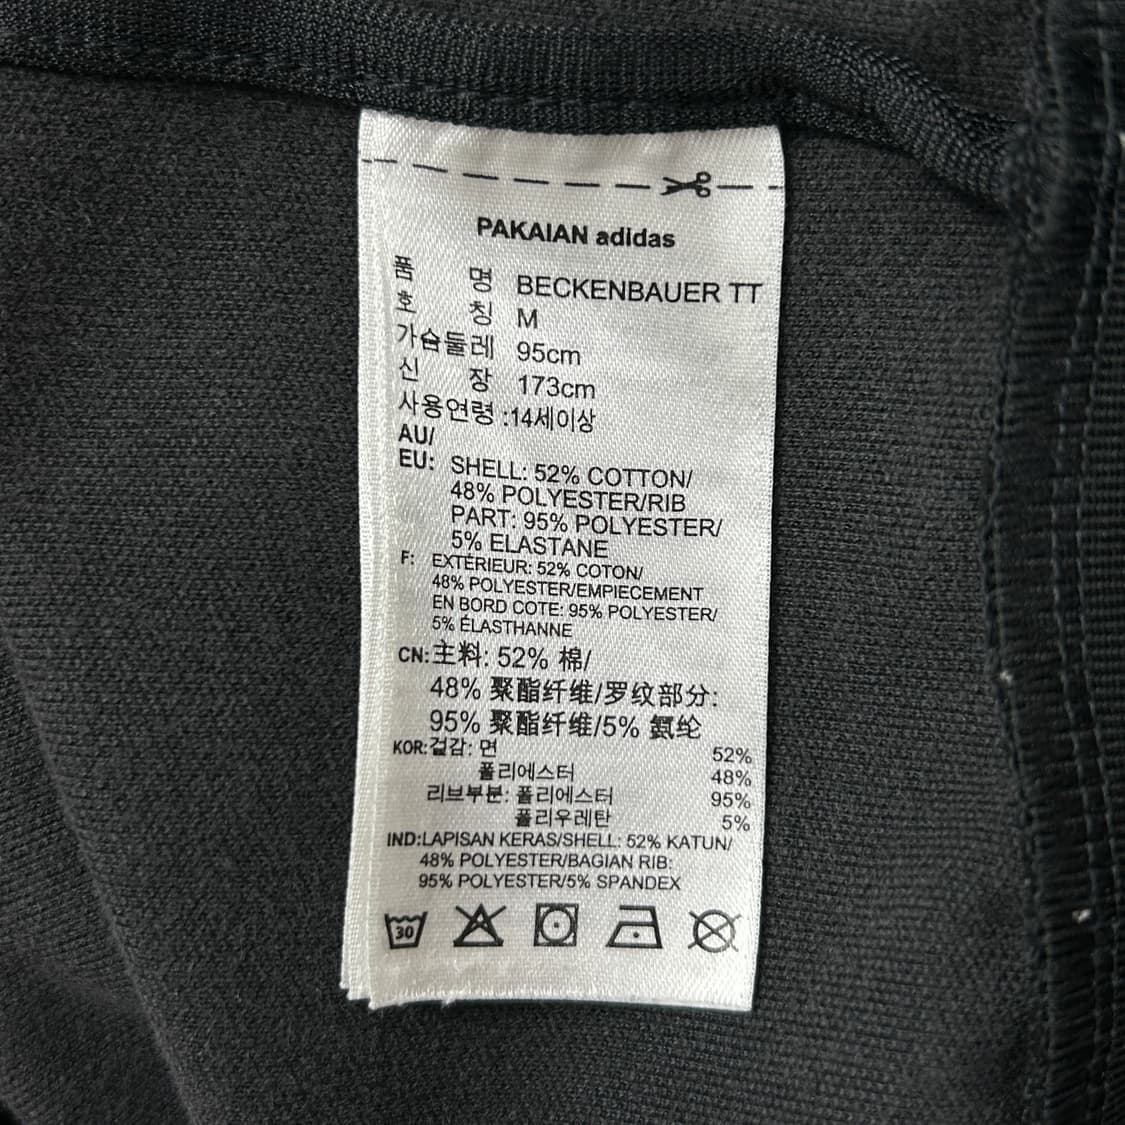 PAKAIAN adidas
품 명 BECKENBAUER TT
호 칭 M
가슴둘레 95cm
신 장 173cm
사용연령 :14세이상
AU/
EU: SHELL: 52% COTTON/
48% POLYESTER/RIB
PART: 95% POLYESTER/
5% ELASTANE
F: EXTÉRIEUR: 52% COTON/
48% POLYESTER/EMPIECEMENT
EN BORD COTE: 95% POLYESTER/
5% ÉLASTHANNE
CN:主料: 52% 棉/
48% 聚酯纤维/罗纹部分:
95% 聚酯纤维/5% 氨纶
KOR:겉감: 면 52%
폴리에스터 48%
리브부분: 폴리에스터 95%
폴리우레탄 5%
IND:LAPISAN KERAS/SHELL: 52% KATUN/
48% POLYESTER/BAGIAN RIB:
95% POLYESTER/5% SPANDEX
30